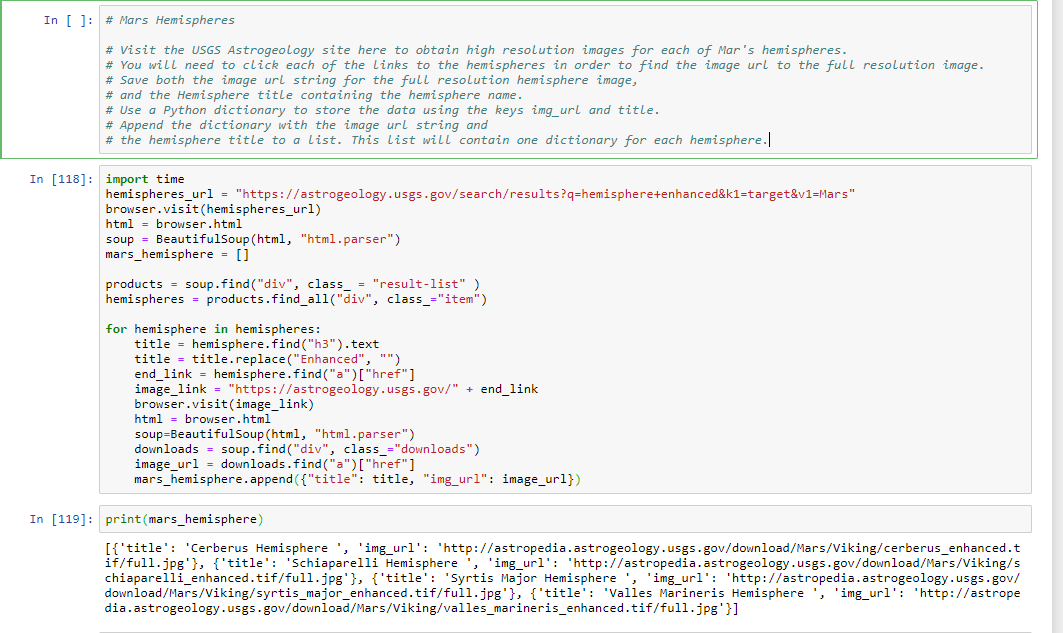 In [ ]: # Mars Hemispheres
# Visit the USGS Astrogeology site here to obtain high resolution images for each of Mar's hemispheres.
# You will need to click each of the links to the hemispheres in order to find the image url to the full resolution image.
# Save both the image url string for the full resolution hemisphere image,
# and the Hemisphere title containing the hemisphere name.
# Use a Python dictionary to store the data using the keys img_url and title.
# Append the dictionary with the image url string and
# the hemisphere title to a list. This list will contain one dictionary for each hemisphere.
In [118]: import time
hemispheres_url = "https://astrogeology.usgs.gov/search/results?q=hemisphere+enhanced&k1=target&v1=Mars"
browser.visit(hemispheres_url)
html = browser.html
soup = BeautifulSoup(html, "html.parser")
mars_hemisphere = []
products = soup.find("div", class_ = "result-list" )
hemispheres = products.find_all("div", class_="item")
for hemisphere in hemispheres:
    title = hemisphere.find("h3").text
    title = title.replace("Enhanced", "")
    end_link = hemisphere.find("a")["href"]
    image_link = "https://astrogeology.usgs.gov/" + end_link
    browser.visit(image_link)
    html = browser.html
    soup=BeautifulSoup(html, "html.parser")
    downloads = soup.find("div", class_="downloads")
    image_url = downloads.find("a")["href"]
    mars_hemisphere.append({"title": title, "img_url": image_url})
In [119]: print(mars_hemisphere)
[{'title': 'Cerberus Hemisphere ', 'img_url': 'http://astropedia.astrogeology.usgs.gov/download/Mars/Viking/cerberus_enhanced.t
if/full.jpg'}, {'title': 'Schiaparelli Hemisphere ', 'img_url': 'http://astropedia.astrogeology.usgs.gov/download/Mars/Viking/s
chiaparelli_enhanced.tif/full.jpg'}, {'title': 'Syrtis Major Hemisphere ', 'img_url': 'http://astropedia.astrogeology.usgs.gov/
download/Mars/Viking/syrtis_major_enhanced.tif/full.jpg'}, {'title': 'Valles Marineris Hemisphere ', 'img_url': 'http://astrope
dia.astrogeology.usgs.gov/download/Mars/Viking/valles_marineris_enhanced.tif/full.jpg'}]